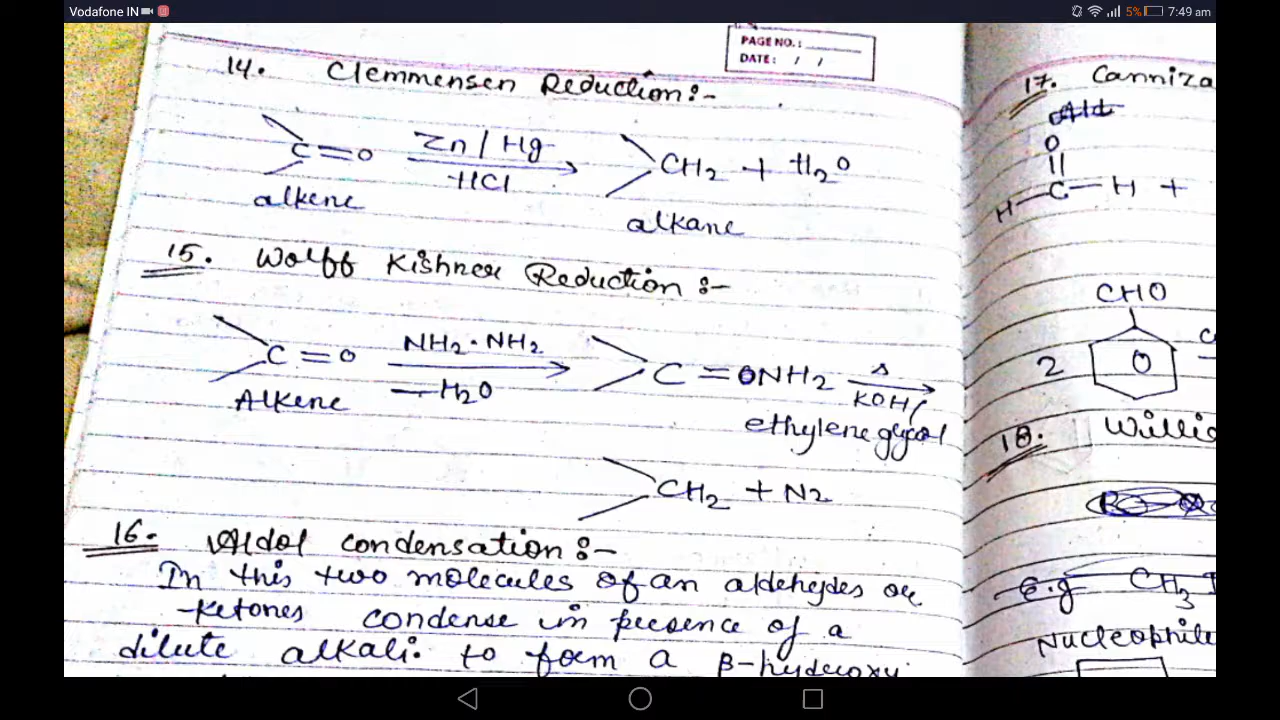 Vodafone IN 5% 7:49 am
PAGE NO.:
DATE: / /
14. Clemmensen Reduction:-
C=O Zn/Hg HCl CH2 + H2O
alkene alkane
15. Wolff Kishner Reduction:-
C=O NH2·NH2 -H2O C=ONH2 Δ KOH/
Alkene ethylene glycol
CH2 + N2
16. Aldol condensation:-
In this two molecules of an aldehydes or
ketones condense in presence of a
dilute alkali to form a β-hydroxy
17. Canniza
Ald
O
H C H +
CHO
2 O
18. Willia
E.g CH3
Nucleophile